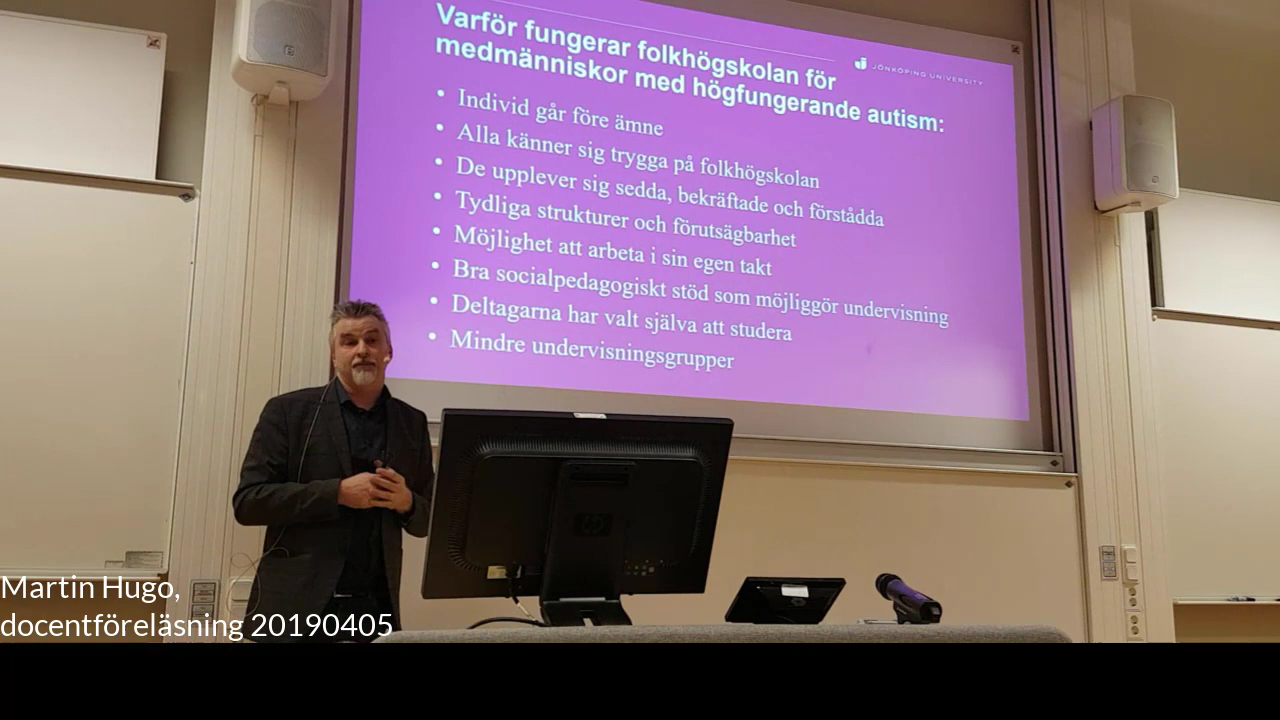 Varför fungerar folkhögskolan för
medmänniskor med högfungerande autism:
JÖNKÖPING UNIVERSITY
• Individ går före ämne
• Alla känner sig trygga på folkhögskolan
• De upplever sig sedda, bekräftade och förstådda
• Tydliga strukturer och förutsägbarhet
• Möjlighet att arbeta i sin egen takt
• Bra socialpedagogiskt stöd som möjliggör undervisning
• Deltagarna har valt själva att studera
• Mindre undervisningsgrupper
Martin Hugo,
docentföreläsning 20190405